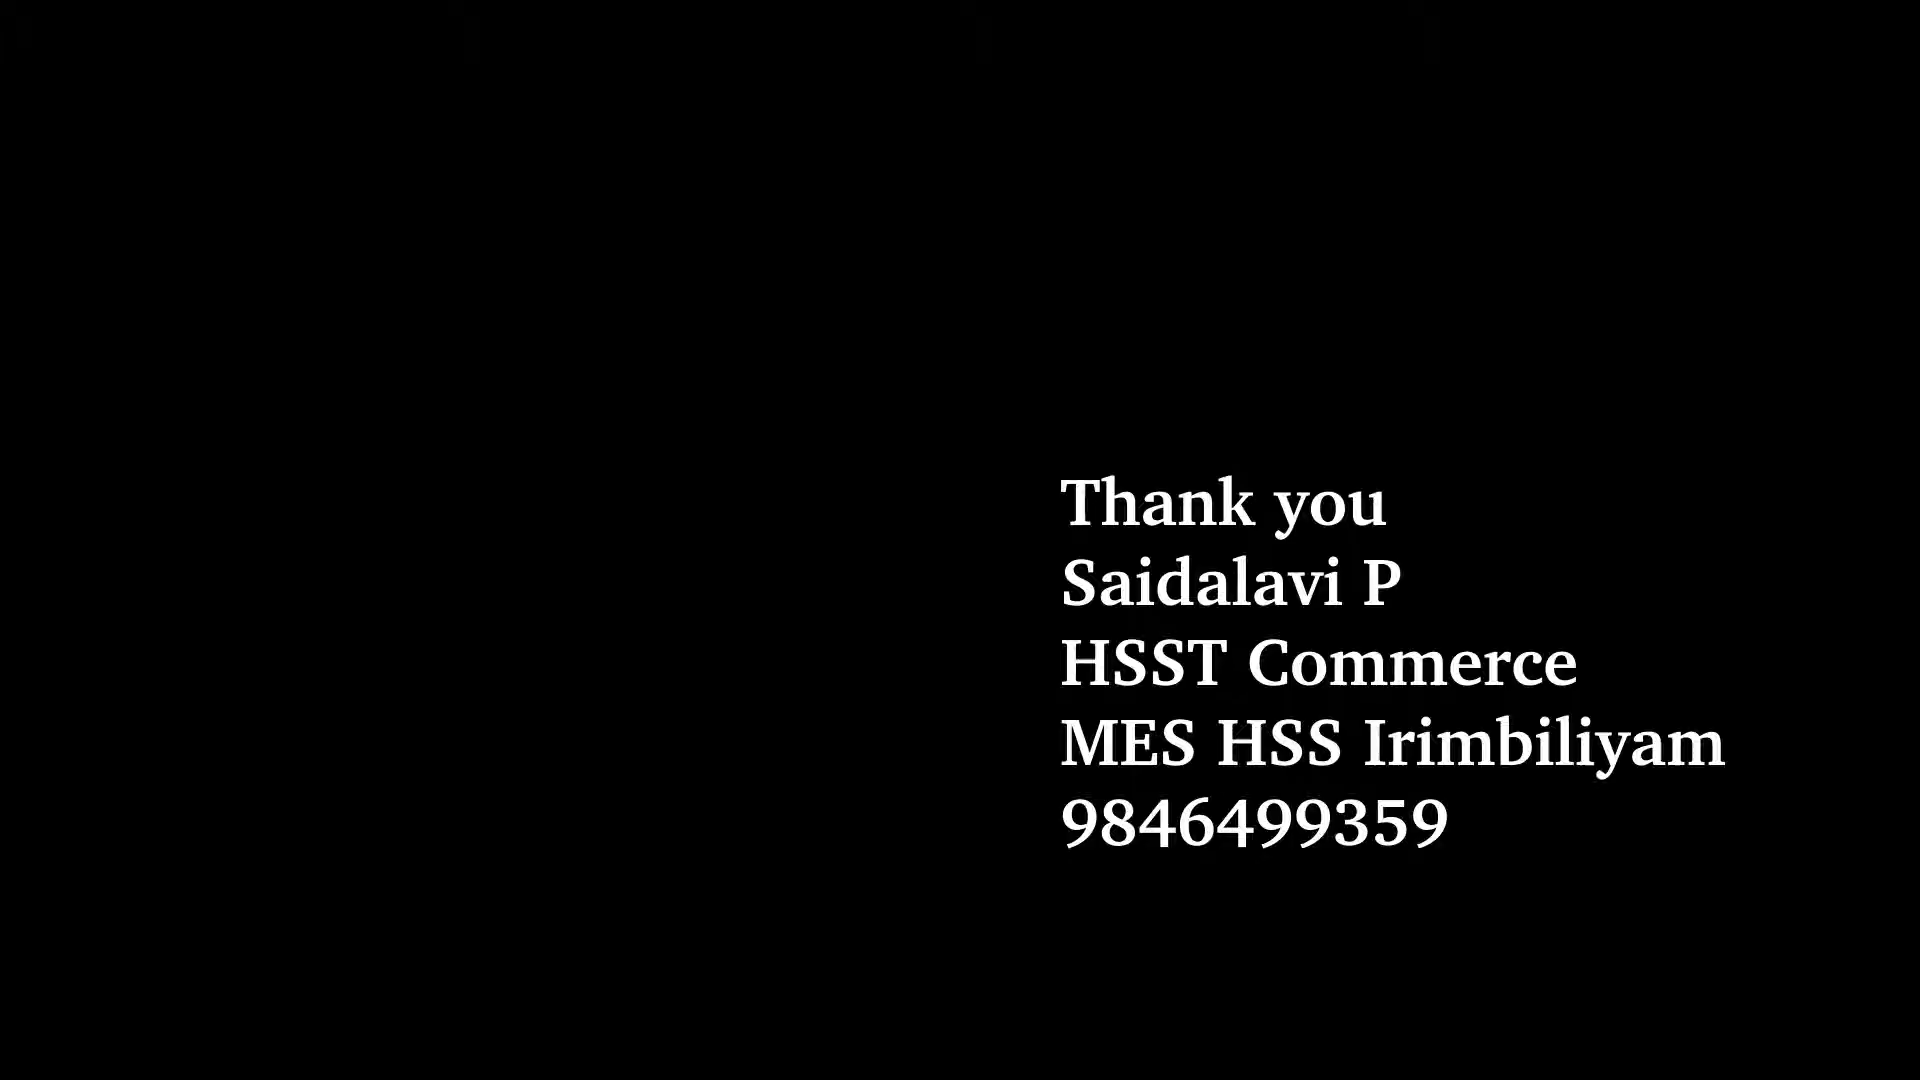 Thank you
Saidalavi P
HSST Commerce
MES HSS Irimbiliyam
9846499359